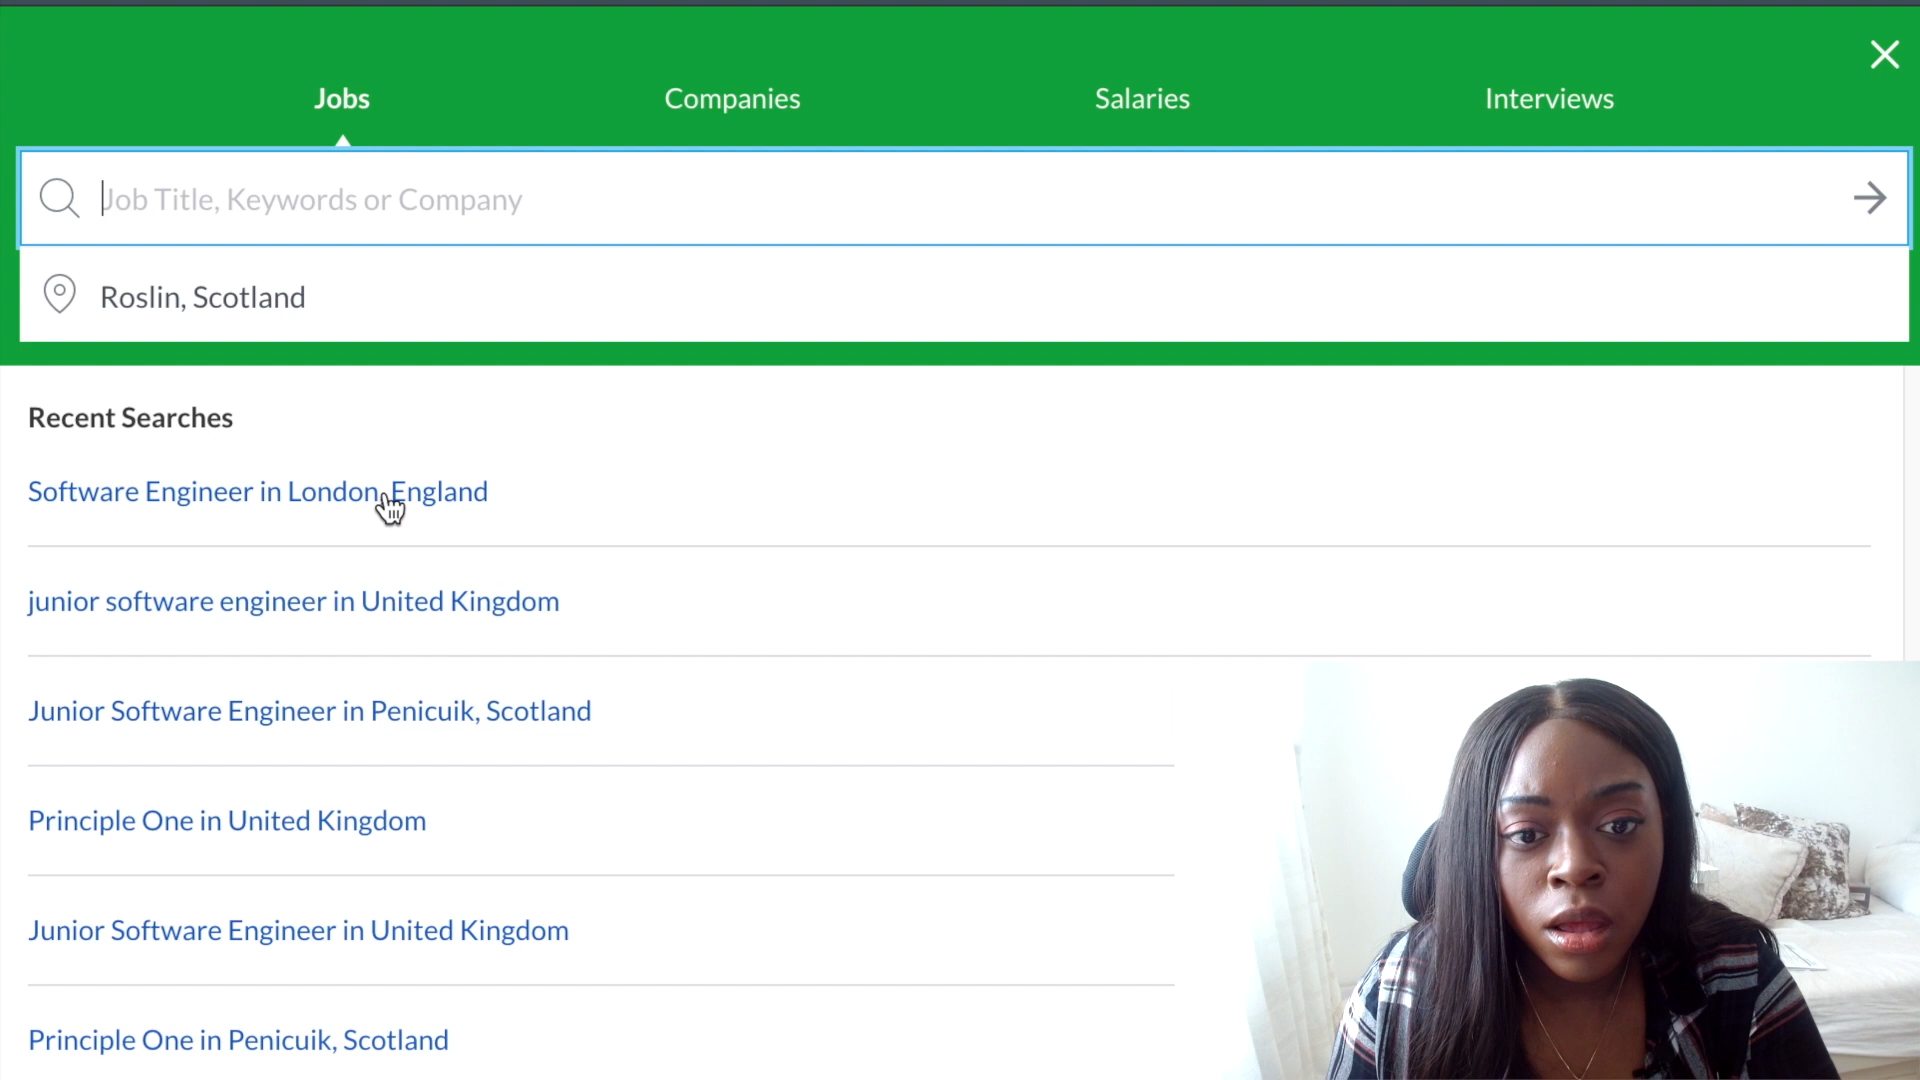 Jobs
Companies
Salaries
Interviews
Job Title, Keywords or Company
Roslin, Scotland
Recent Searches
Software Engineer in London, England
junior software engineer in United Kingdom
Junior Software Engineer in Penicuik, Scotland
Principle One in United Kingdom
Junior Software Engineer in United Kingdom
Principle One in Penicuik, Scotland